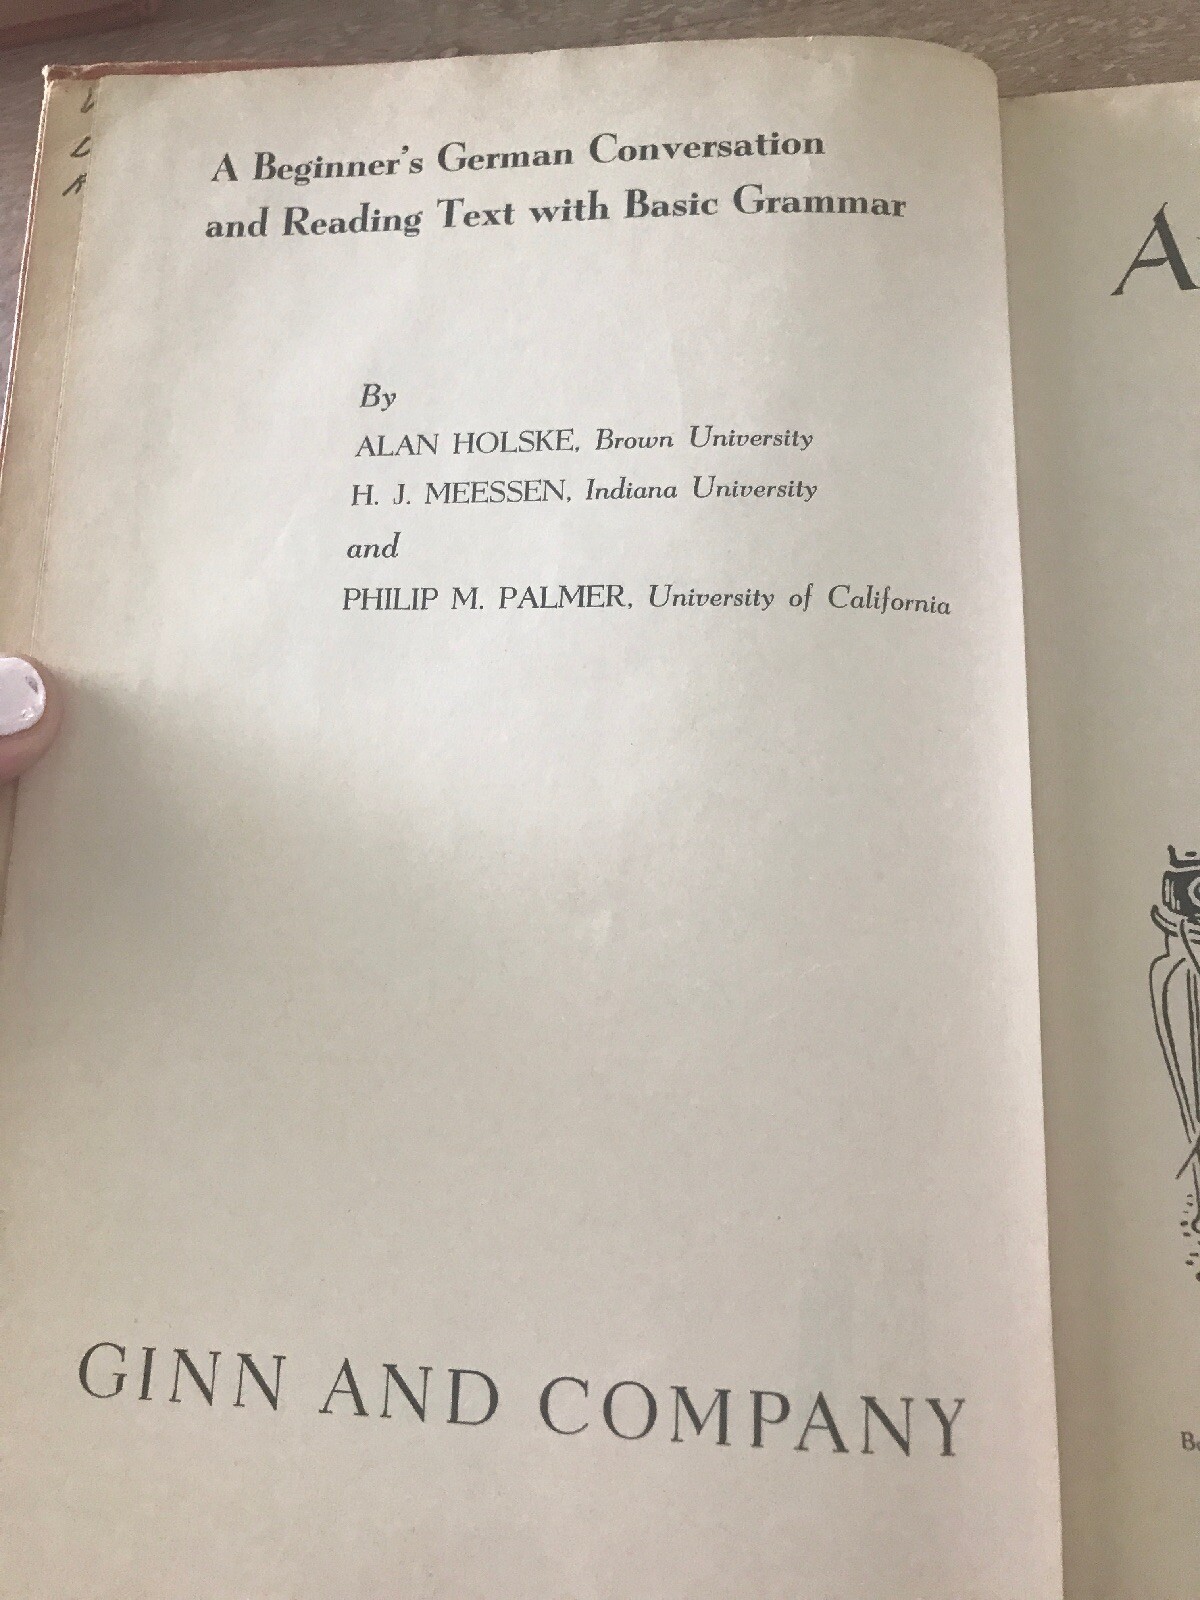 A Beginner's German Conversation
and Reading Text with Basic Grammar
By
ALAN HOLSKE, Brown University
H. J. MEESSEN, Indiana University
and
PHILIP M. PALMER, University of California
GINN AND COMPANY